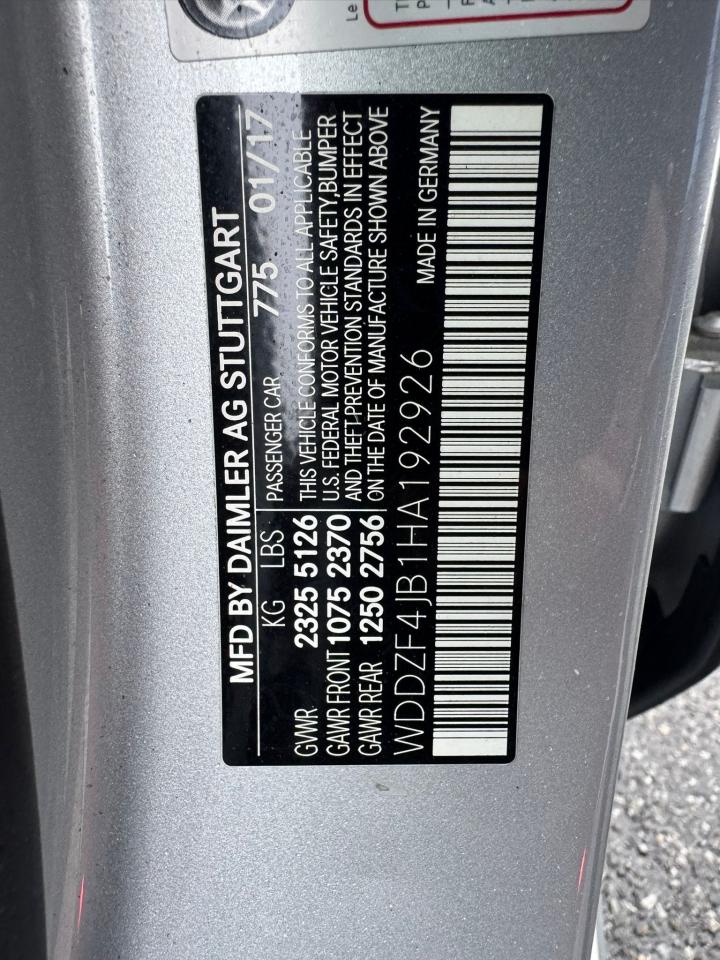 MFD BY DAIMLER AG STUTTGART
KG LBS PASSENGER CAR 775 01/17
GVWR 2325 5126 THIS VEHICLE CONFORMS TO ALL APPLICABLE
GAWR FRONT 1075 2370 U.S. FEDERAL MOTOR VEHICLE SAFETY,BUMPER
AND THEFT PREVENTION STANDARDS IN EFFECT
GAWR REAR 1250 2756 ON THE DATE OF MANUFACTURE SHOWN ABOVE
WDDZF4JB1HA192926 MADE IN GERMANY
Le